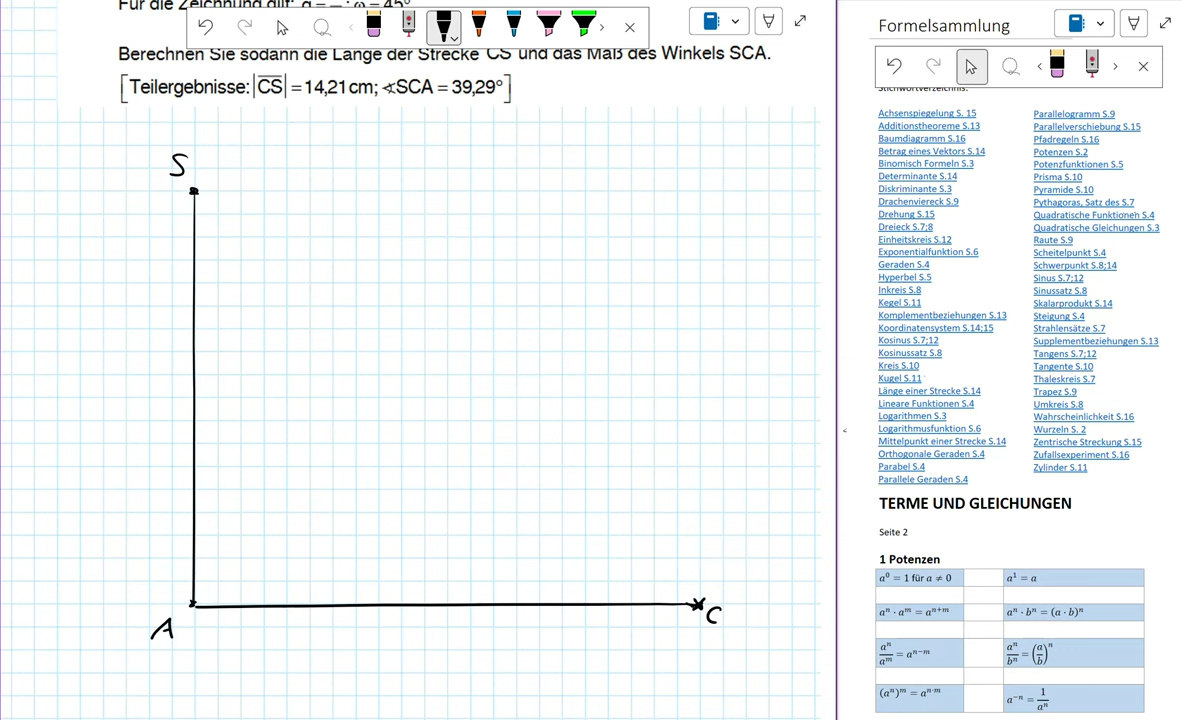 Für die Zeichnung gilt: q = ; ω = 45°
Berechnen Sie sodann die Länge der Strecke CS und das Maß des Winkels SCA.
[Teilergebnisse: |CS| = 14,21 cm; ∢SCA = 39,29°]
S
A
C
Formelsammlung
Stichwortverzeichnis:
Achsenspiegelung S. 15
Additionstheoreme S.13
Baumdiagramm S.16
Betrag eines Vektors S.14
Binomisch Formeln S.3
Determinante S.14
Diskriminante S.3
Drachenviereck S.9
Drehung S.15
Dreieck S.7;8
Einheitskreis S.12
Exponentialfunktion S.6
Geraden S.4
Hyperbel S.5
Inkreis S.8
Kegel S.11
Komplementbeziehungen S.13
Koordinatensystem S.14;15
Kosinus S.7;12
Kosinussatz S.8
Kreis S.10
Kugel S.11
Länge einer Strecke S.14
Lineare Funktionen S.4
Logarithmen S.3
Logarithmusfunktion S.6
Mittelpunkt einer Strecke S.14
Orthogonale Geraden S.4
Parabel S.4
Parallele Geraden S.4
Parallelogramm S.9
Parallelverschiebung S.15
Pfadregeln S.16
Potenzen S.2
Potenzfunktionen S.5
Prisma S.10
Pyramide S.10
Pythagoras, Satz des S.7
Quadratische Funktionen S.4
Quadratische Gleichungen S.3
Raute S.9
Scheitelpunkt S.4
Schwerpunkt S.8;14
Sinus S.7;12
Sinussatz S.8
Skalarprodukt S.14
Steigung S.4
Strahlensätze S.7
Supplementbeziehungen S.13
Tangens S.7;12
Tangente S.10
Thaleskreis S.7
Trapez S.9
Umkreis S.8
Wahrscheinlichkeit S.16
Wurzeln S. 2
Zentrische Streckung S.15
Zufallsexperiment S.16
Zylinder S.11
TERME UND GLEICHUNGEN
Seite 2
1 Potenzen
a⁰ = 1 für a ≠ 0
a¹ = a
aⁿ · aᵐ = aⁿ⁺ᵐ
aⁿ · bⁿ = (a · b)ⁿ
aⁿ/aᵐ = aⁿ⁻ᵐ
aⁿ/bⁿ = (a/b)ⁿ
(aⁿ)ᵐ = aⁿ·ᵐ
a⁻ⁿ = 1/aⁿ